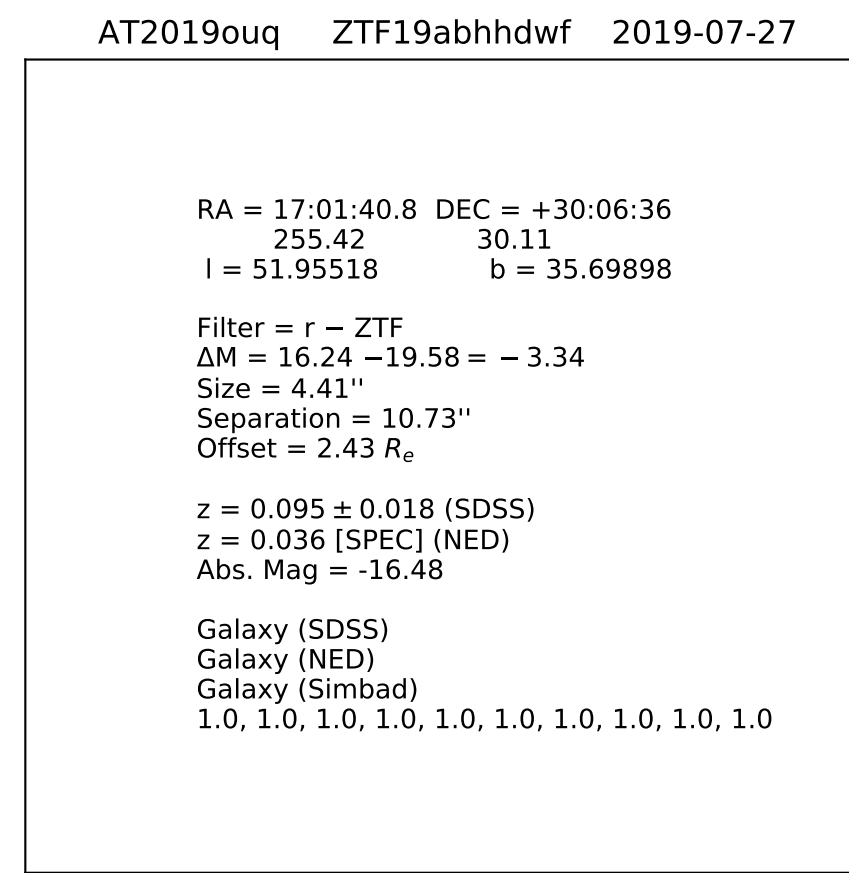 AT2019ouq ZTF19abhhdwf 2019-07-27
RA = 17:01:40.8 DEC = +30:06:36
255.42 30.11
l = 51.95518 b = 35.69898
Filter = r − ZTF
ΔM = 16.24 −19.58 = − 3.34
Size = 4.41''
Separation = 10.73''
Offset = 2.43 Rₑ
z = 0.095 ± 0.018 (SDSS)
z = 0.036 [SPEC] (NED)
Abs. Mag = -16.48
Galaxy (SDSS)
Galaxy (NED)
Galaxy (Simbad)
1.0, 1.0, 1.0, 1.0, 1.0, 1.0, 1.0, 1.0, 1.0, 1.0